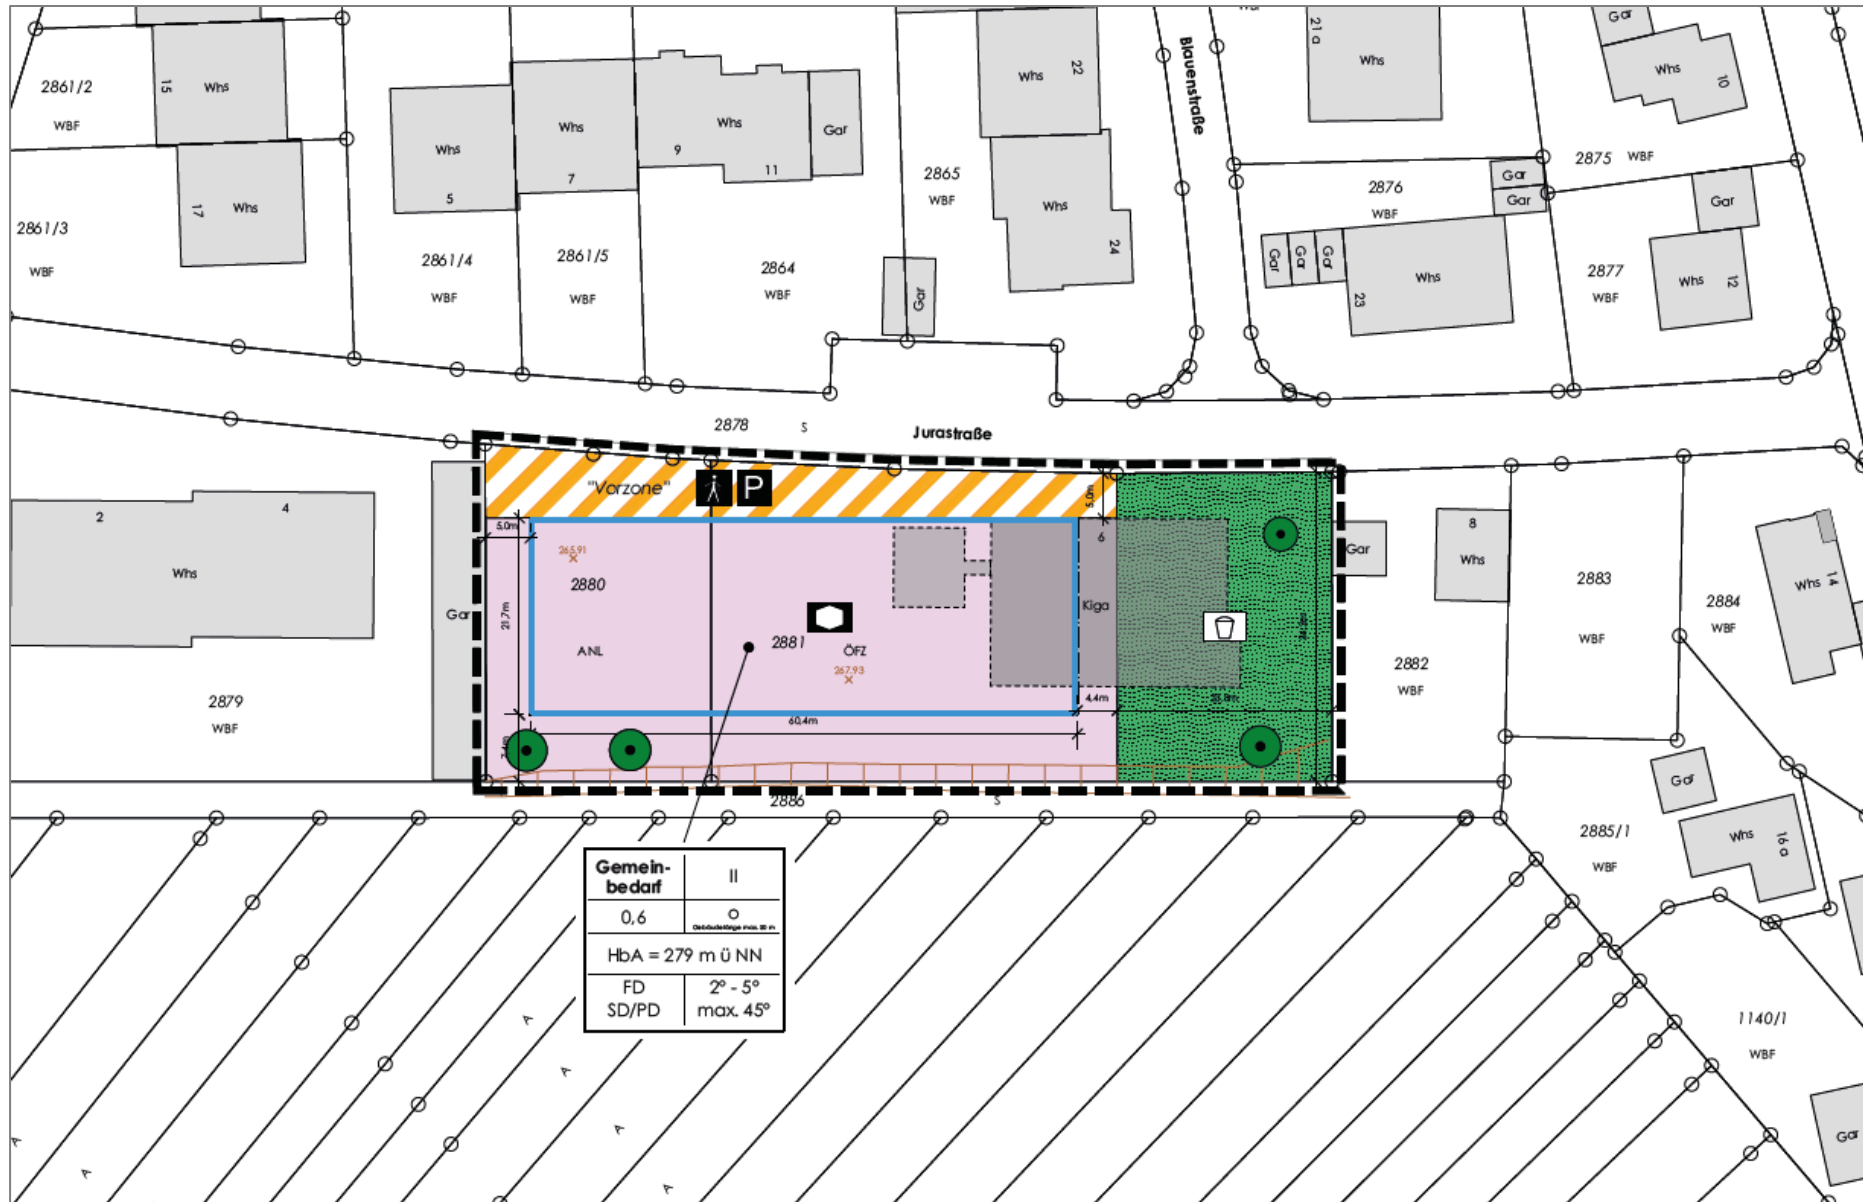 21 a
Gar
Whs
10
2861/2
WBF
15
Whs
Whs
5
Whs
7
9
Whs
11
Gar
Whs
22
Blauenstraße
Whs
2875
WBF
2865
WBF
2876
WBF
Gar
Gar
Gar
17
Whs
2861/3
WBF
Whs
24
2861/4
WBF
2861/5
WBF
2864
WBF
Gar
Gar
Gar
Gar
Whs
23
2877
WBF
Whs
12
2878
S
Jurastraße
"Vorzone"
P
5,0m
2
4
Whs
Gar
5,0m
265,91
2880
21,7m
ANL
2881
ÖFZ
267,93
6
Kiga
4,4m
60,4m
Gar
8
Whs
2883
WBF
2884
WBF
Whs
14
2882
WBF
2879
WBF
2886
S
Gar
Whs
16 a
2885/1
WBF
Gemein-
bedarf
II
0,6
O
Gebäudelänge max. 20 m
HbA = 279 m ü NN
FD
SD/PD
2° - 5°
max. 45°
A
A
A
A
A
A
1140/1
WBF
Gar